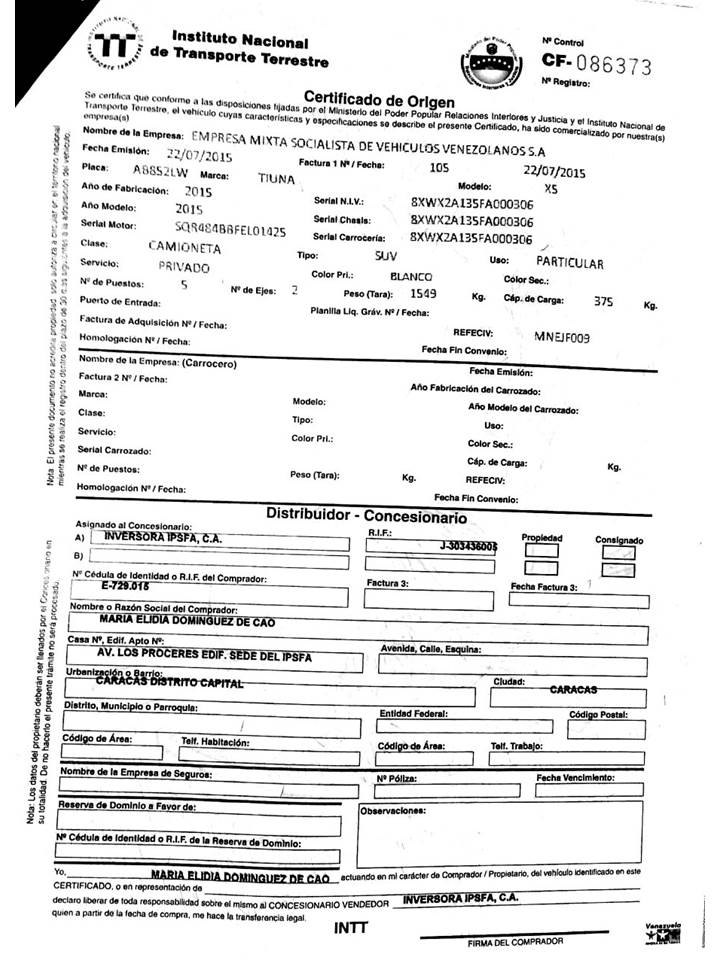 Instituto Nacional
de Transporte Terrestre
Nº Control
CF-086373
Nº Registro:
Certificado de Origen
Se certifica que conforme a las disposiciones fijadas por el Ministerio del Poder Popular Relaciones Interiores y Justicia y el Instituto Nacional de
Transporte Terrestre, el vehículo cuyas características y especificaciones se describe el presente Certificado, ha sido comercializado por nuestra(s)
empresa(s)
Nombre de la Empresa: EMPRESA MIXTA SOCIALISTA DE VEHICULOS VENEZOLANOS S.A
Fecha Emisión: 22/07/2015 Factura 1 Nº / Fecha: 105 22/07/2015
Placa: AB852LW Marca: TIUNA Modelo: X5
Año de Fabricación: 2015 Serial N.I.V.: 8XWX2A135FA000306
Año Modelo: 2015 Serial Chasis: 8XWX2A135FA000306
Serial Motor: SQR484BBFEL01425 Serial Carrocería: 8XWX2A135FA000306
Clase: CAMIONETA Tipo: SUV Uso: PARTICULAR
Servicio: PRIVADO Color Pri.: BLANCO Color Sec.:
Nº de Puestos: 5 Nº de Ejes: 2 Peso (Tara): 1549 Kg. Cáp. de Carga: 375 Kg.
Puerto de Entrada: Planilla Liq. Gráv. Nº / Fecha:
Factura de Adquisición Nº / Fecha: REFECIV: MNEJF009
Homologación Nº / Fecha: Fecha Fin Convenio:
Nombre de la Empresa: (Carrocero) Fecha Emisión:
Factura 2 Nº / Fecha: Año Fabricación del Carrozado:
Marca: Modelo: Año Modelo del Carrozado:
Clase: Tipo: Uso:
Servicio: Color Pri.: Color Sec.:
Serial Carrozado: Cáp. de Carga: Kg.
Nº de Puestos: Peso (Tara): Kg. REFECIV:
Homologación Nº / Fecha: Fecha Fin Convenio:
Nota: El presente documento no acredita propiedad, solo autoriza a circular en el territorio nacional
mientras se realiza el registro dentro del plazo de 30 días siguientes a la adquisición del vehículo.
Distribuidor - Concesionario
Asignado al Concesionario: R.I.F.: Propiedad Consignado
A) INVERSORA IPSFA, C.A. J-303436005
B)
Nº Cédula de Identidad o R.I.F. del Comprador: Factura 3: Fecha Factura 3:
E-729.015
Nombre o Razón Social del Comprador:
MARIA ELIDIA DOMINGUEZ DE CAO
Casa Nº, Edif. Apto Nº: Avenida, Calle, Esquina:
AV. LOS PROCERES EDIF. SEDE DEL IPSFA
Urbanización o Barrio: Ciudad:
CARACAS DISTRITO CAPITAL CARACAS
Distrito, Municipio o Parroquia: Entidad Federal: Código Postal:
Código de Área: Telf. Habitación: Código de Área: Telf. Trabajo:
Nombre de la Empresa de Seguros: Nº Póliza: Fecha Vencimiento:
Reserva de Dominio a Favor de: Observaciones:
Nº Cédula de Identidad o R.I.F. de la Reserva de Dominio:
Nota: Los datos del propietario deberán ser llenados por el Concesionario en
su totalidad. De no hacerlo el presente trámite no será procesado.
Yo, MARIA ELIDIA DOMINGUEZ DE CAO actuando en mi carácter de Comprador / Propietario, del vehículo identificado en este
CERTIFICADO, o en representación de
declaro liberar de toda responsabilidad sobre el mismo al CONCESIONARIO VENDEDOR INVERSORA IPSFA, C.A.
quien a partir de la fecha de compra, me hace la transferencia legal.
INTT
FIRMA DEL COMPRADOR
Venezuela